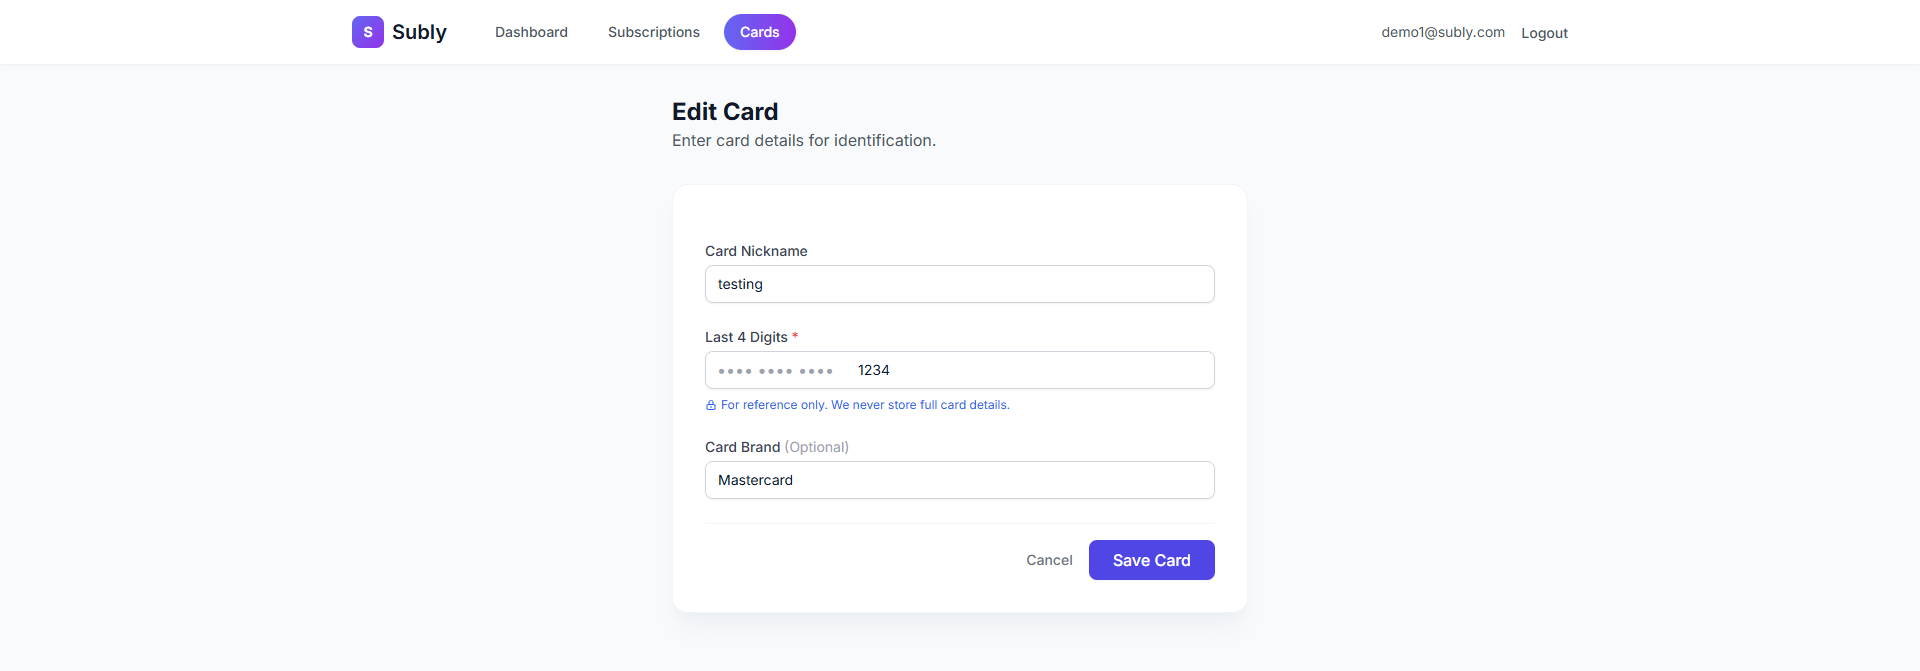 S Subly Dashboard Subscriptions Cards demo1@subly.com Logout
Edit Card
Enter card details for identification.
Card Nickname
testing
Last 4 Digits *
•••• •••• •••• 1234
For reference only. We never store full card details.
Card Brand (Optional)
Mastercard
Cancel Save Card